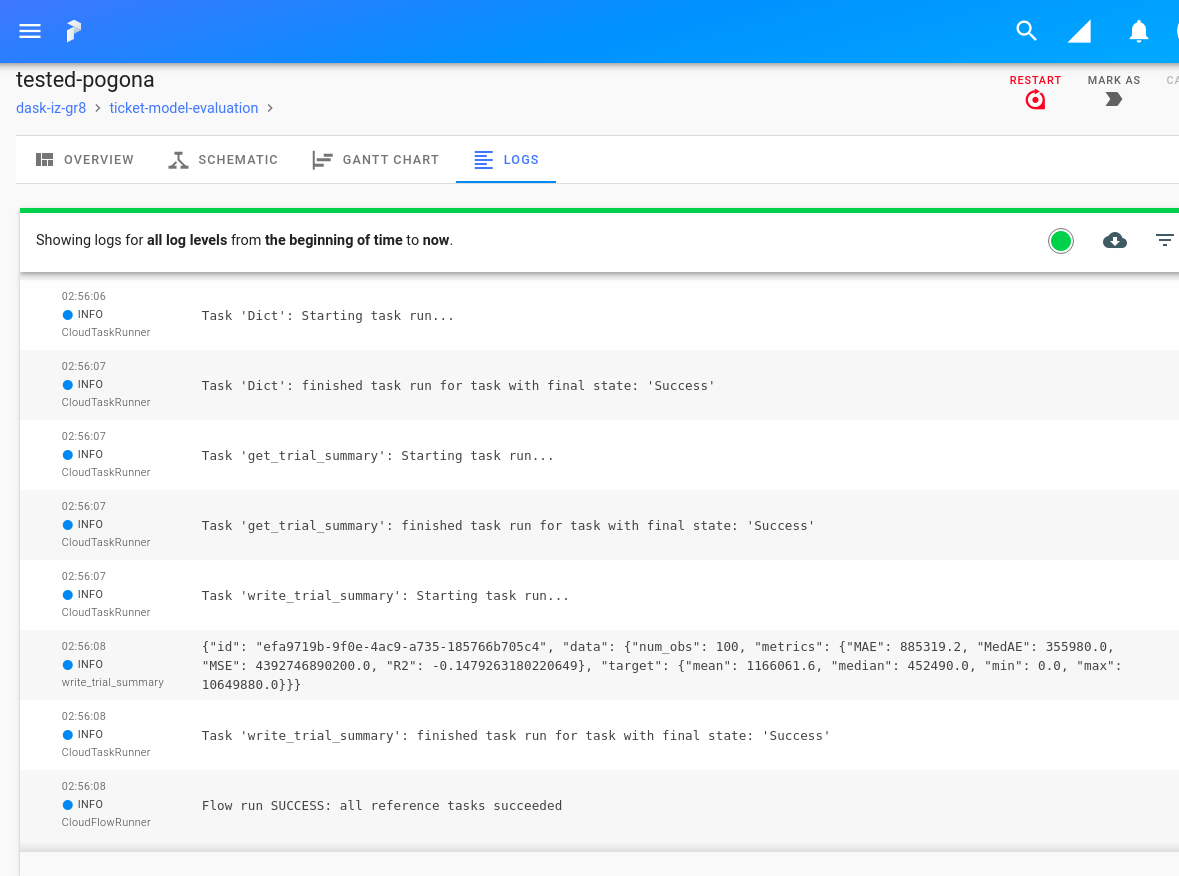 tested-pogona
RESTART
MARK AS
CA
dask-iz-gr8 > ticket-model-evaluation >
OVERVIEW
SCHEMATIC
GANTT CHART
LOGS
Showing logs for all log levels from the beginning of time to now.
02:56:06
INFO
CloudTaskRunner
Task 'Dict': Starting task run...
02:56:07
INFO
CloudTaskRunner
Task 'Dict': finished task run for task with final state: 'Success'
02:56:07
INFO
CloudTaskRunner
Task 'get_trial_summary': Starting task run...
02:56:07
INFO
CloudTaskRunner
Task 'get_trial_summary': finished task run for task with final state: 'Success'
02:56:07
INFO
CloudTaskRunner
Task 'write_trial_summary': Starting task run...
02:56:08
INFO
write_trial_summary
{"id": "efa9719b-9f0e-4ac9-a735-185766b705c4", "data": {"num_obs": 100, "metrics": {"MAE": 885319.2, "MedAE": 355980.0,
"MSE": 4392746890200.0, "R2": -0.1479263180220649}, "target": {"mean": 1166061.6, "median": 452490.0, "min": 0.0, "max":
10649880.0}}}
02:56:08
INFO
CloudTaskRunner
Task 'write_trial_summary': finished task run for task with final state: 'Success'
02:56:08
INFO
CloudFlowRunner
Flow run SUCCESS: all reference tasks succeeded